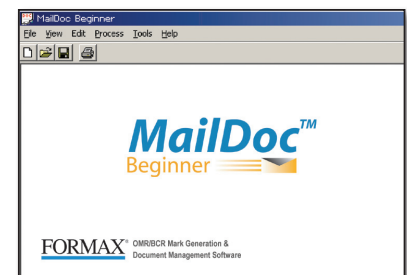 MailDoc Beginner
File View Edit Process Tools Help
MailDoc™
Beginner
FORMAX® OMR/BCR Mark Generation &
Document Management Software